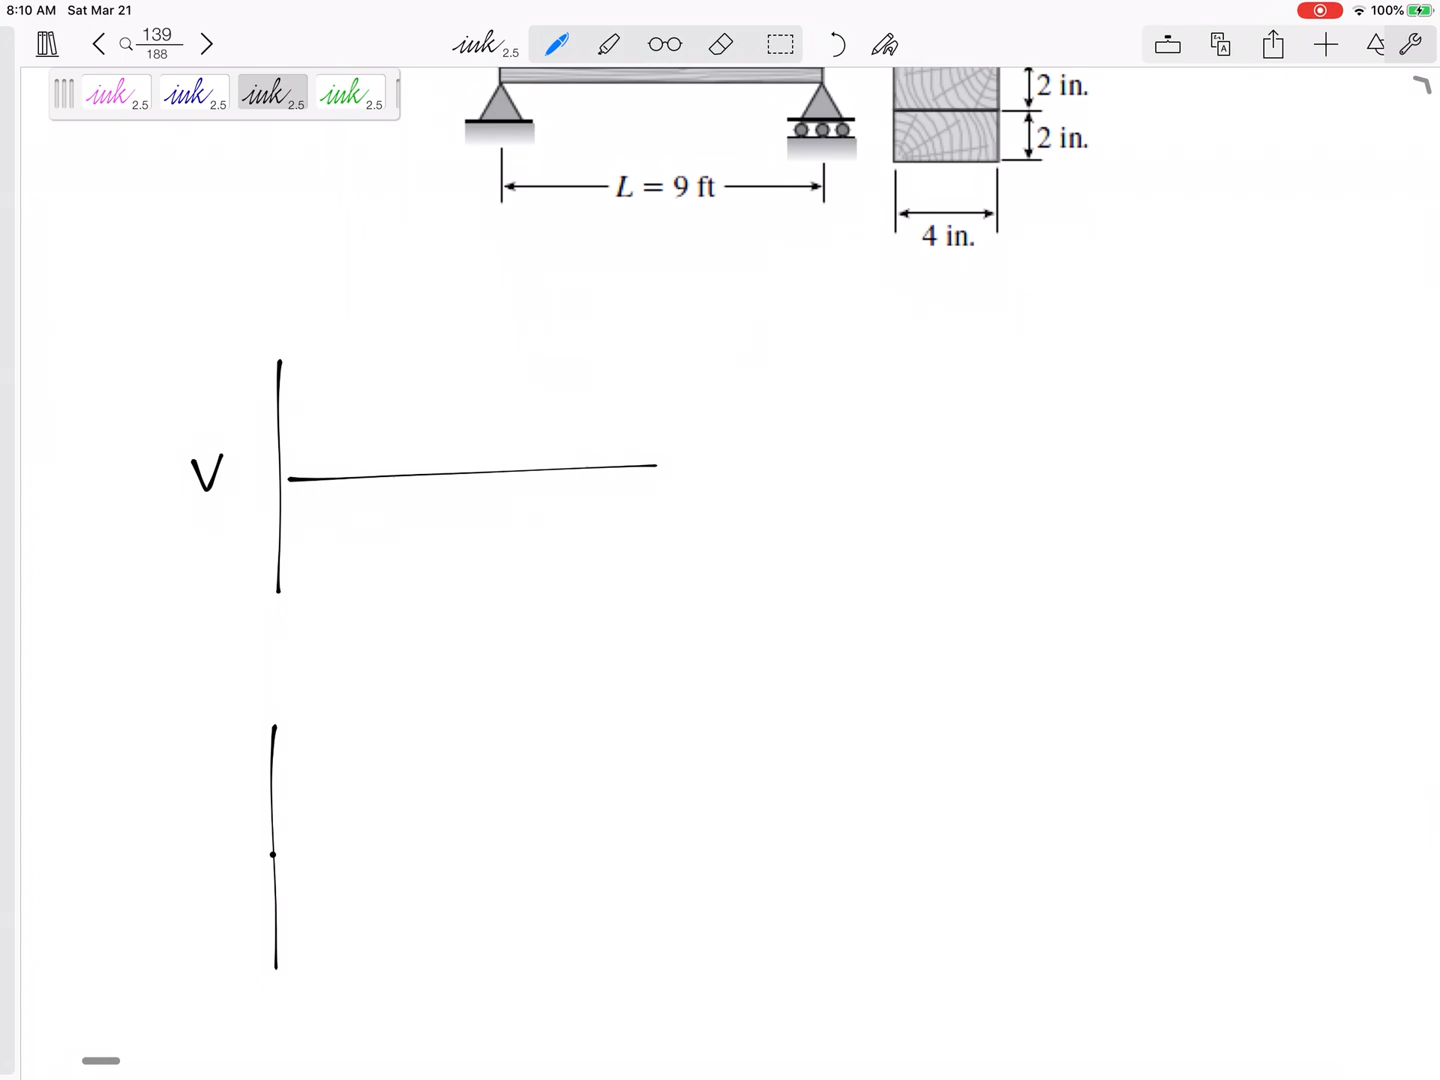 8:10 AM Sat Mar 21
100%
139
188
ink 2.5
A
ink 2.5
ink 2.5
ink 2.5
ink 2.5
2 in.
2 in.
L = 9 ft
4 in.
V